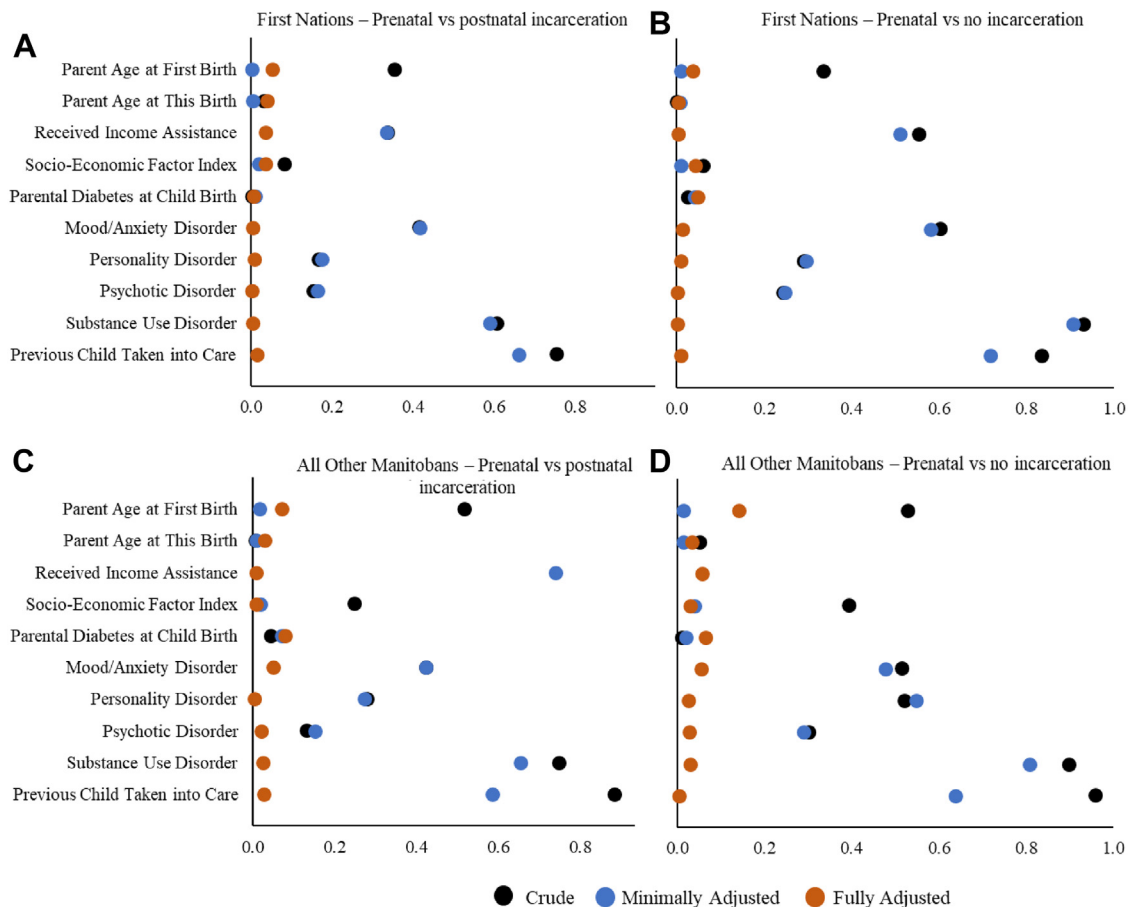 First Nations – Prenatal vs postnatal incarceration
First Nations – Prenatal vs no incarceration
A
B
Parent Age at First Birth
Parent Age at This Birth
Received Income Assistance
Socio-Economic Factor Index
Parental Diabetes at Child Birth
Mood/Anxiety Disorder
Personality Disorder
Psychotic Disorder
Substance Use Disorder
Previous Child Taken into Care
0.0 0.2 0.4 0.6 0.8
0.0 0.2 0.4 0.6 0.8 1.0
C
D
All Other Manitobans – Prenatal vs postnatal
incarceration
All Other Manitobans – Prenatal vs no incarceration
Parent Age at First Birth
Parent Age at This Birth
Received Income Assistance
Socio-Economic Factor Index
Parental Diabetes at Child Birth
Mood/Anxiety Disorder
Personality Disorder
Psychotic Disorder
Substance Use Disorder
Previous Child Taken into Care
0.0 0.2 0.4 0.6 0.8
0.0 0.2 0.4 0.6 0.8 1.0
Crude Minimally Adjusted Fully Adjusted